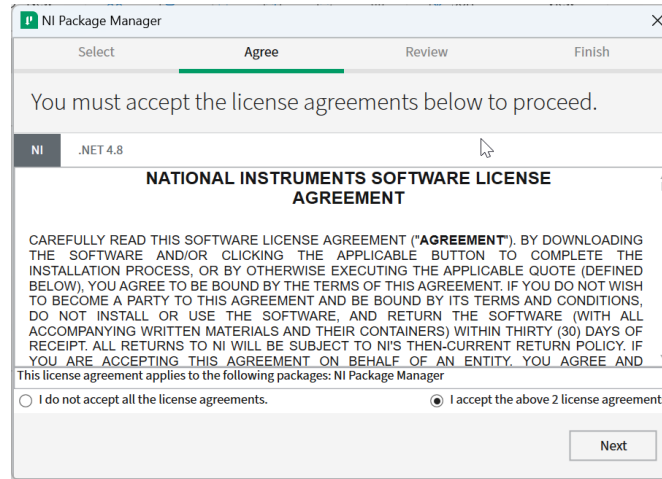 NI Package Manager
Select Agree Review Finish
You must accept the license agreements below to proceed.
NI .NET 4.8
NATIONAL INSTRUMENTS SOFTWARE LICENSE
AGREEMENT
CAREFULLY READ THIS SOFTWARE LICENSE AGREEMENT ("AGREEMENT"). BY DOWNLOADING
THE SOFTWARE AND/OR CLICKING THE APPLICABLE BUTTON TO COMPLETE THE
INSTALLATION PROCESS, OR BY OTHERWISE EXECUTING THE APPLICABLE QUOTE (DEFINED
BELOW), YOU AGREE TO BE BOUND BY THE TERMS OF THIS AGREEMENT. IF YOU DO NOT WISH
TO BECOME A PARTY TO THIS AGREEMENT AND BE BOUND BY ITS TERMS AND CONDITIONS,
DO NOT INSTALL OR USE THE SOFTWARE, AND RETURN THE SOFTWARE (WITH ALL
ACCOMPANYING WRITTEN MATERIALS AND THEIR CONTAINERS) WITHIN THIRTY (30) DAYS OF
RECEIPT. ALL RETURNS TO NI WILL BE SUBJECT TO NI'S THEN-CURRENT RETURN POLICY. IF
YOU ARE ACCEPTING THIS AGREEMENT ON BEHALF OF AN ENTITY, YOU AGREE AND
This license agreement applies to the following packages: NI Package Manager
I do not accept all the license agreements. I accept the above 2 license agreement
Next